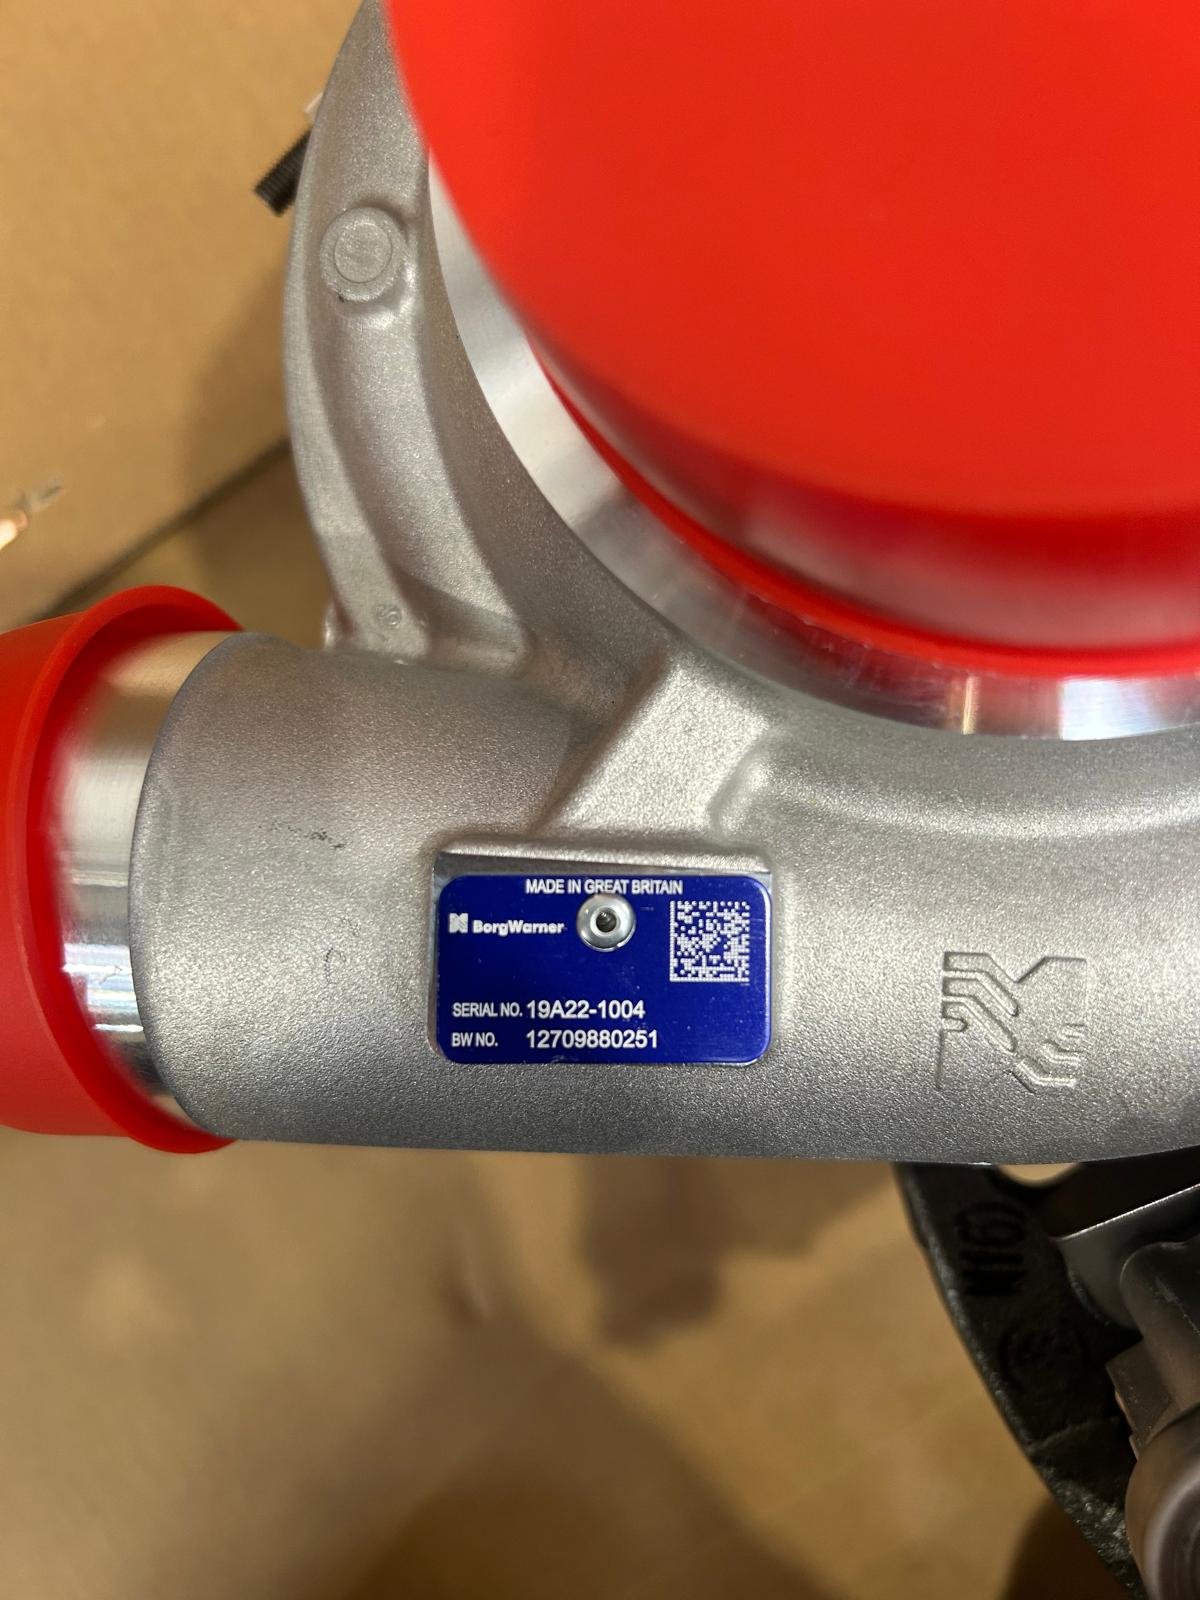 MADE IN GREAT BRITAIN
BorgWarner
SERIAL NO. 19A22-1004
BW NO. 12709880251